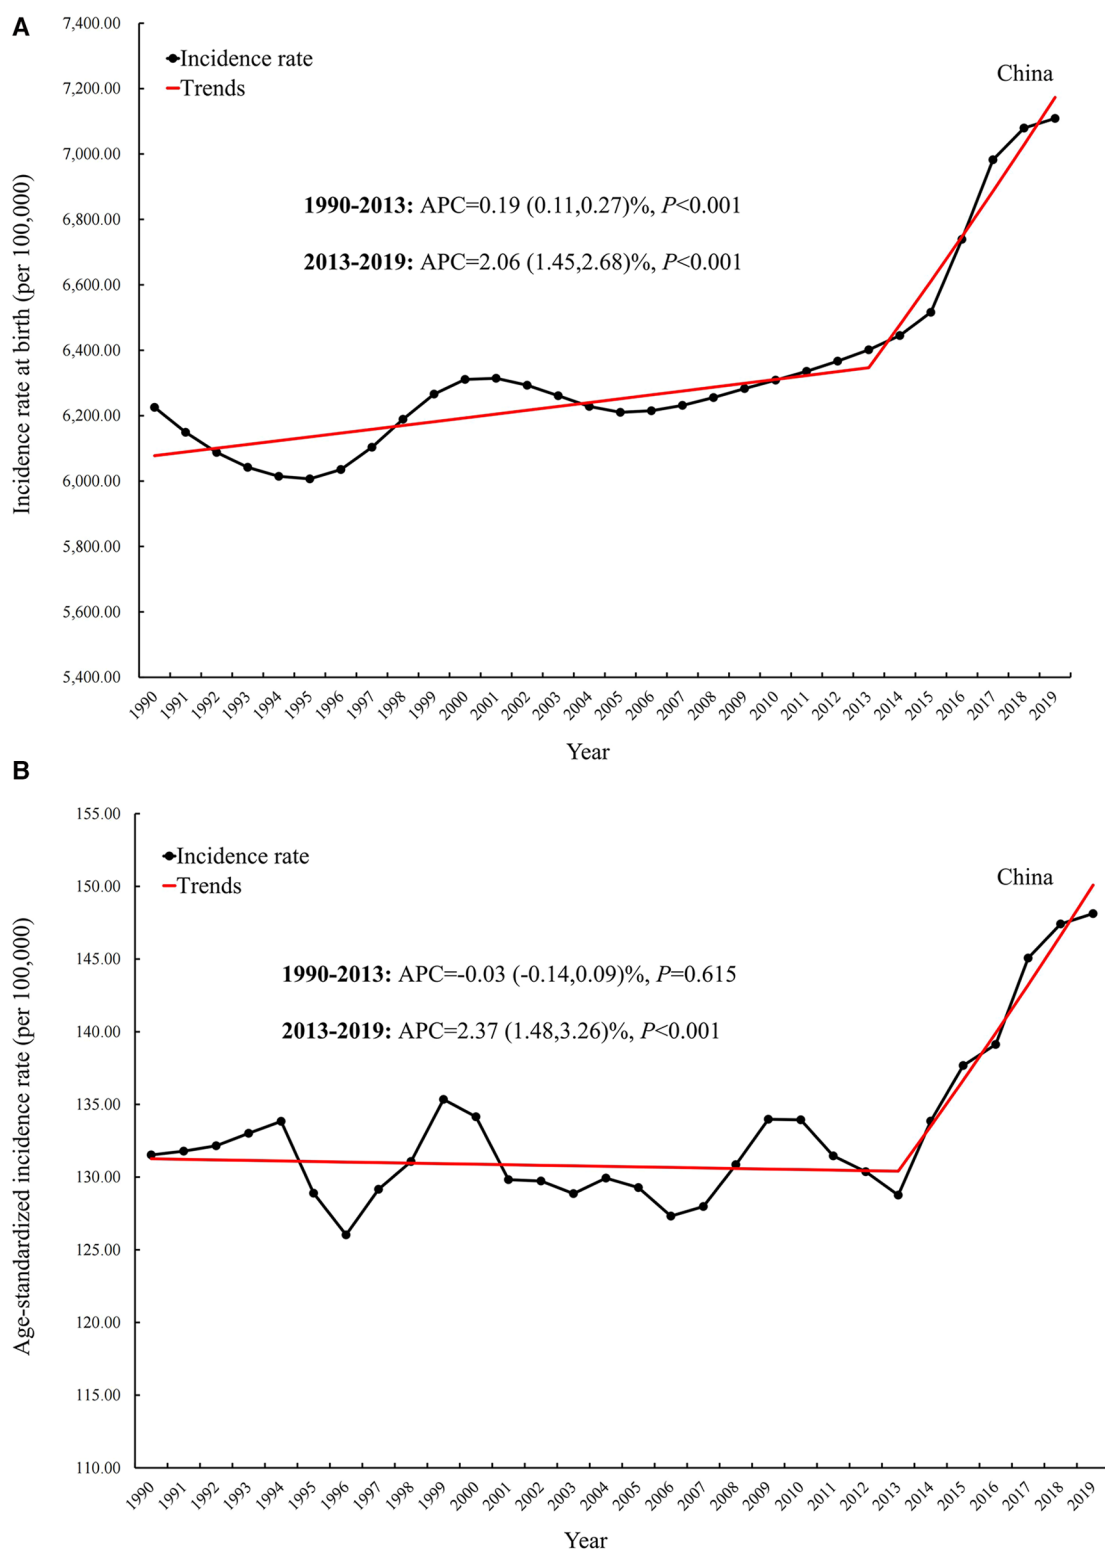 A
Incidence rate at birth (per 100,000)
7,400.00
7,200.00
7,000.00
6,800.00
6,600.00
6,400.00
6,200.00
6,000.00
5,800.00
5,600.00
5,400.00
Incidence rate
Trends
China
1990-2013: APC=0.19 (0.11,0.27)%, P<0.001
2013-2019: APC=2.06 (1.45,2.68)%, P<0.001
1990 1991 1992 1993 1994 1995 1996 1997 1998 1999 2000 2001 2002 2003 2004 2005 2006 2007 2008 2009 2010 2011 2012 2013 2014 2015 2016 2017 2018 2019
Year
B
Age-standardized incidence rate (per 100,000)
155.00
150.00
145.00
140.00
135.00
130.00
125.00
120.00
115.00
110.00
Incidence rate
Trends
China
1990-2013: APC=-0.03 (-0.14,0.09)%, P=0.615
2013-2019: APC=2.37 (1.48,3.26)%, P<0.001
1990 1991 1992 1993 1994 1995 1996 1997 1998 1999 2000 2001 2002 2003 2004 2005 2006 2007 2008 2009 2010 2011 2012 2013 2014 2015 2016 2017 2018 2019
Year